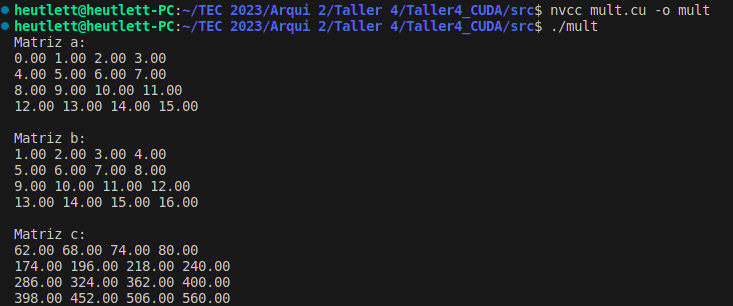 heutlett@heutlett-PC:~/TEC 2023/Arqui 2/Taller 4/Taller4_CUDA/src$ nvcc mult.cu -o mult
heutlett@heutlett-PC:~/TEC 2023/Arqui 2/Taller 4/Taller4_CUDA/src$ ./mult
Matriz a:
0.00 1.00 2.00 3.00
4.00 5.00 6.00 7.00
8.00 9.00 10.00 11.00
12.00 13.00 14.00 15.00
Matriz b:
1.00 2.00 3.00 4.00
5.00 6.00 7.00 8.00
9.00 10.00 11.00 12.00
13.00 14.00 15.00 16.00
Matriz c:
62.00 68.00 74.00 80.00
174.00 196.00 218.00 240.00
286.00 324.00 362.00 400.00
398.00 452.00 506.00 560.00